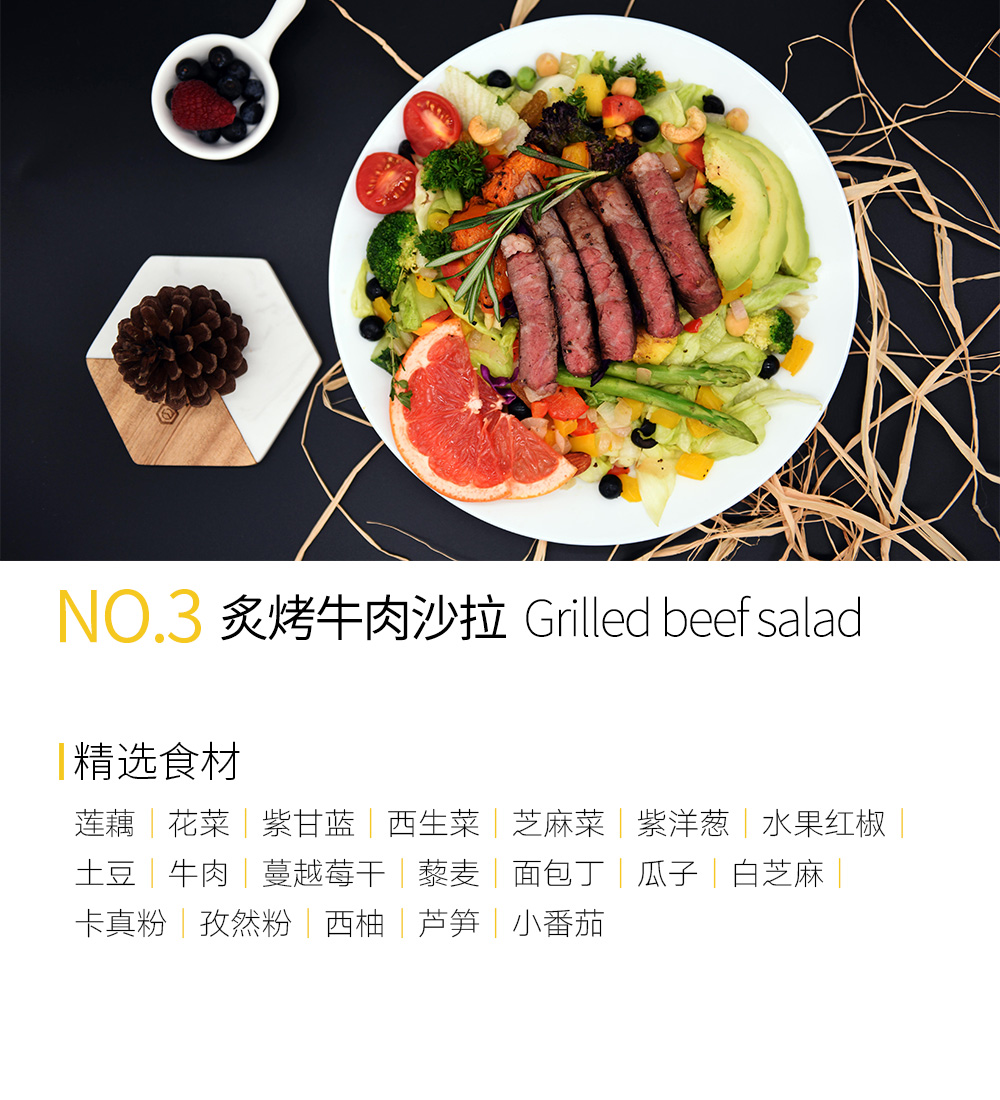 NO.3 炙烤牛肉沙拉 Grilled beef salad
精选食材
莲藕｜花菜｜紫甘蓝｜西生菜｜芝麻菜｜紫洋葱｜水果红椒｜
土豆｜牛肉｜蔓越莓干｜藜麦｜面包丁｜瓜子｜白芝麻｜
卡真粉｜孜然粉｜西柚｜芦笋｜小番茄